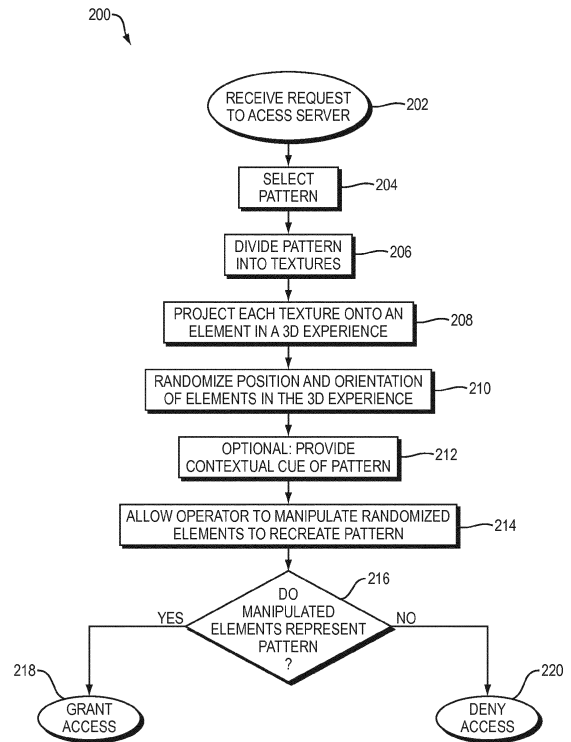 200
RECEIVE REQUEST
TO ACESS SERVER
202
SELECT
PATTERN
204
DIVIDE PATTERN
INTO TEXTURES
206
PROJECT EACH TEXTURE ONTO AN
ELEMENT IN A 3D EXPERIENCE
208
RANDOMIZE POSITION AND ORIENTATION
OF ELEMENTS IN THE 3D EXPERIENCE
210
OPTIONAL: PROVIDE
CONTEXTUAL CUE OF PATTERN
212
ALLOW OPERATOR TO MANIPULATE RANDOMIZED
ELEMENTS TO RECREATE PATTERN
214
216
DO
MANIPULATED
ELEMENTS REPRESENT
PATTERN
?
YES
NO
218
GRANT
ACCESS
220
DENY
ACCESS